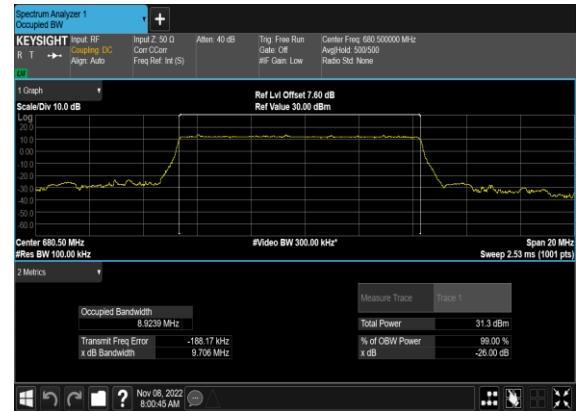 Spectrum Analyzer 1
Occupied BW
+
KEYSIGHT Input: RF Input Z: 50 Ω Atten: 40 dB Trig: Free Run Center Freq: 680.500000 MHz
R T Coupling: DC Corr CCorr Gate: Off Avg|Hold: 500/500
Align: Auto Freq Ref: Int (S) #IF Gain: Low Radio Std: None
LXI
1 Graph
Ref Lvl Offset 7.60 dB
Scale/Div 10.0 dB Ref Value 30.00 dBm
Log
20.0
10.0
0.00
-10.0
-20.0
-30.0
-40.0
-50.0
-60.0
Center 680.50 MHz #Video BW 300.00 kHz* Span 20 MHz
#Res BW 100.00 kHz Sweep 2.53 ms (1001 pts)
2 Metrics
Measure Trace Trace 1
Occupied Bandwidth
8.9239 MHz Total Power 31.3 dBm
Transmit Freq Error -188.17 kHz % of OBW Power 99.00 %
x dB Bandwidth 9.706 MHz x dB -26.00 dB
? Nov 08, 2022
8:00:45 AM